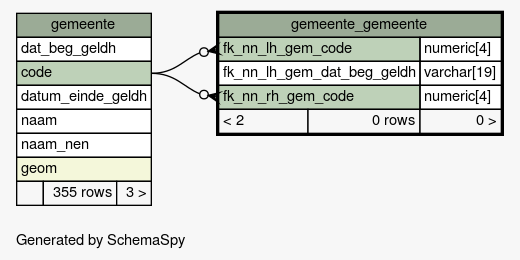 gemeente
dat_beg_geldh
code
datum_einde_geldh
naam
naam_nen
geom
355 rows 3 >
gemeente_gemeente
fk_nn_lh_gem_code numeric[4]
fk_nn_lh_gem_dat_beg_geldh varchar[19]
fk_nn_rh_gem_code numeric[4]
< 2 0 rows 0 >
Generated by SchemaSpy